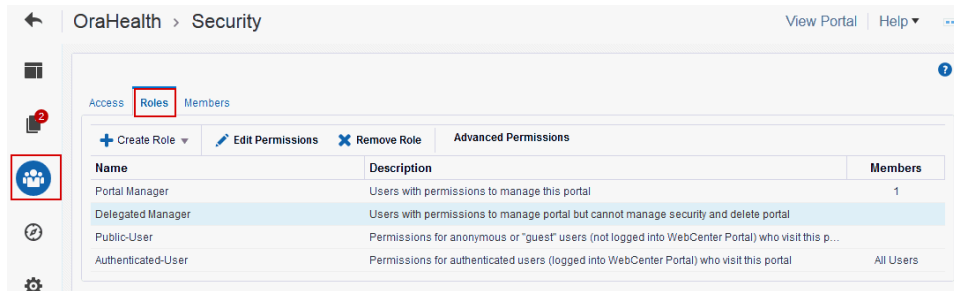 OraHealth > Security View Portal Help
Access Roles Members
2
Create Role Edit Permissions Remove Role Advanced Permissions
Name Description Members
Portal Manager Users with permissions to manage this portal 1
Delegated Manager Users with permissions to manage portal but cannot manage security and delete portal
Public-User Permissions for anonymous or "guest" users (not logged into WebCenter Portal) who visit this p...
Authenticated-User Permissions for authenticated users (logged into WebCenter Portal) who visit this portal All Users